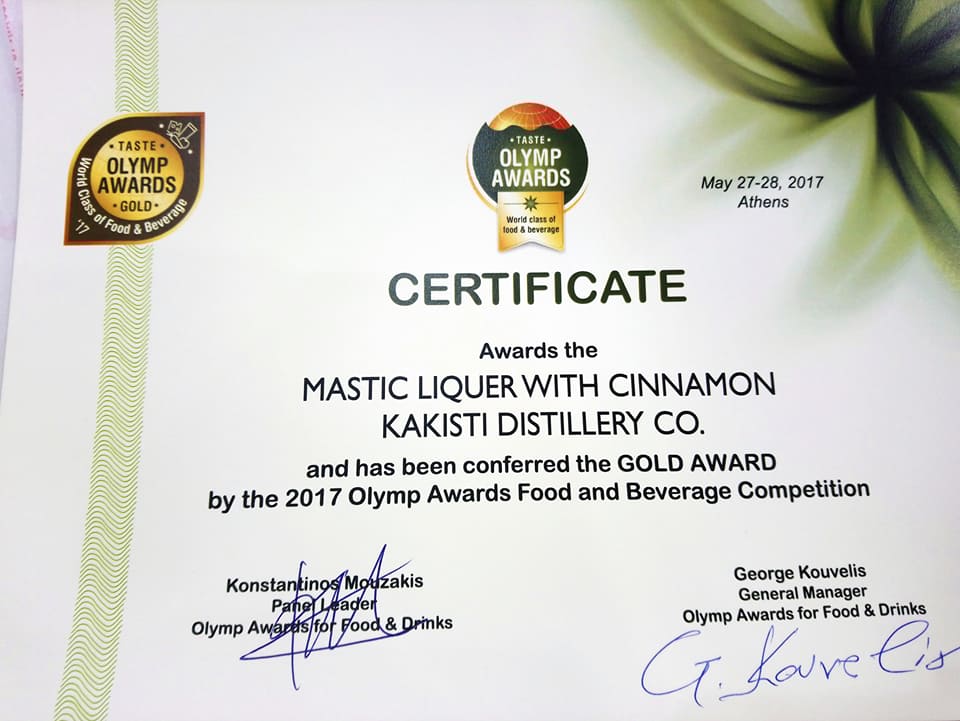 TASTE
OLYMP
AWARDS
GOLD
World Class of Food & Beverage
'17
TASTE
OLYMP
AWARDS
World class of
food & beverage
May 27-28, 2017
Athens
CERTIFICATE
Awards the
MASTIC LIQUER WITH CINNAMON
KAKISTI DISTILLERY CO.
and has been conferred the GOLD AWARD
by the 2017 Olymp Awards Food and Beverage Competition
Konstantinos Mouzakis
Panel Leader
Olymp Awards for Food & Drinks
George Kouvelis
General Manager
Olymp Awards for Food & Drinks
G. Kouvelis